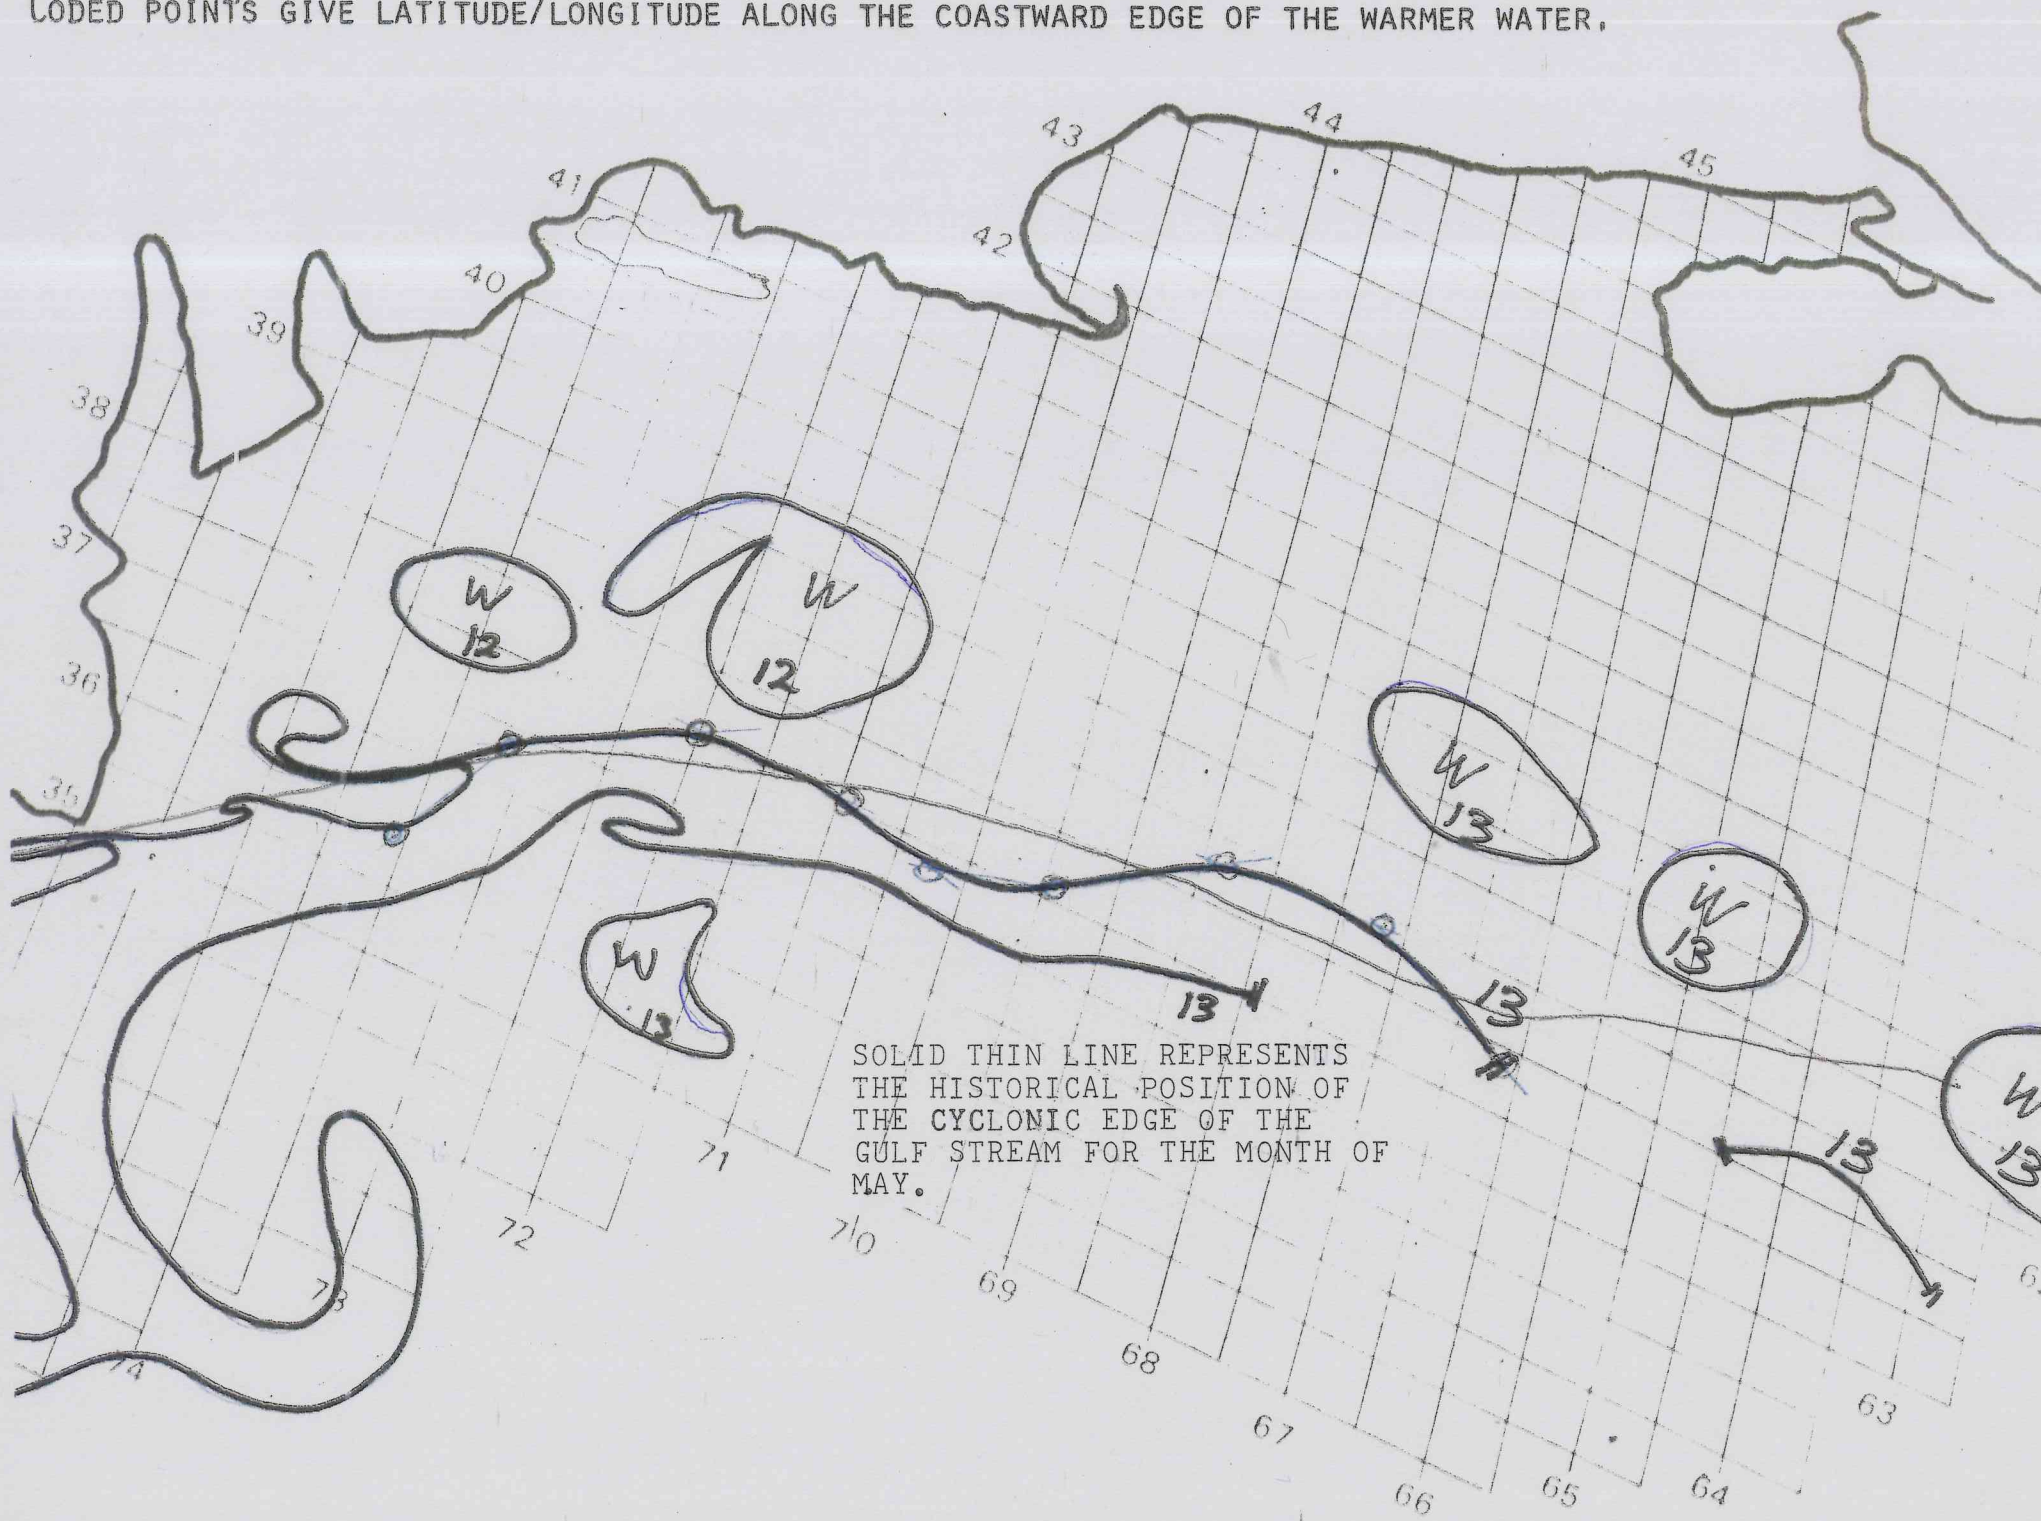 CODED POINTS GIVE LATITUDE/LONGITUDE ALONG THE COASTWARD EDGE OF THE WARMER WATER.
44
43
45
41
42
40
39
38
37
W
12
W
12
36
35
W
13
W
13
W
13
13
13
SOLID THIN LINE REPRESENTS
THE HISTORICAL POSITION OF
THE CYCLONIC EDGE OF THE
GULF STREAM FOR THE MONTH OF
MAY.
W
13
13
71
72
70
69
73
74
68
67
66
65
64
63